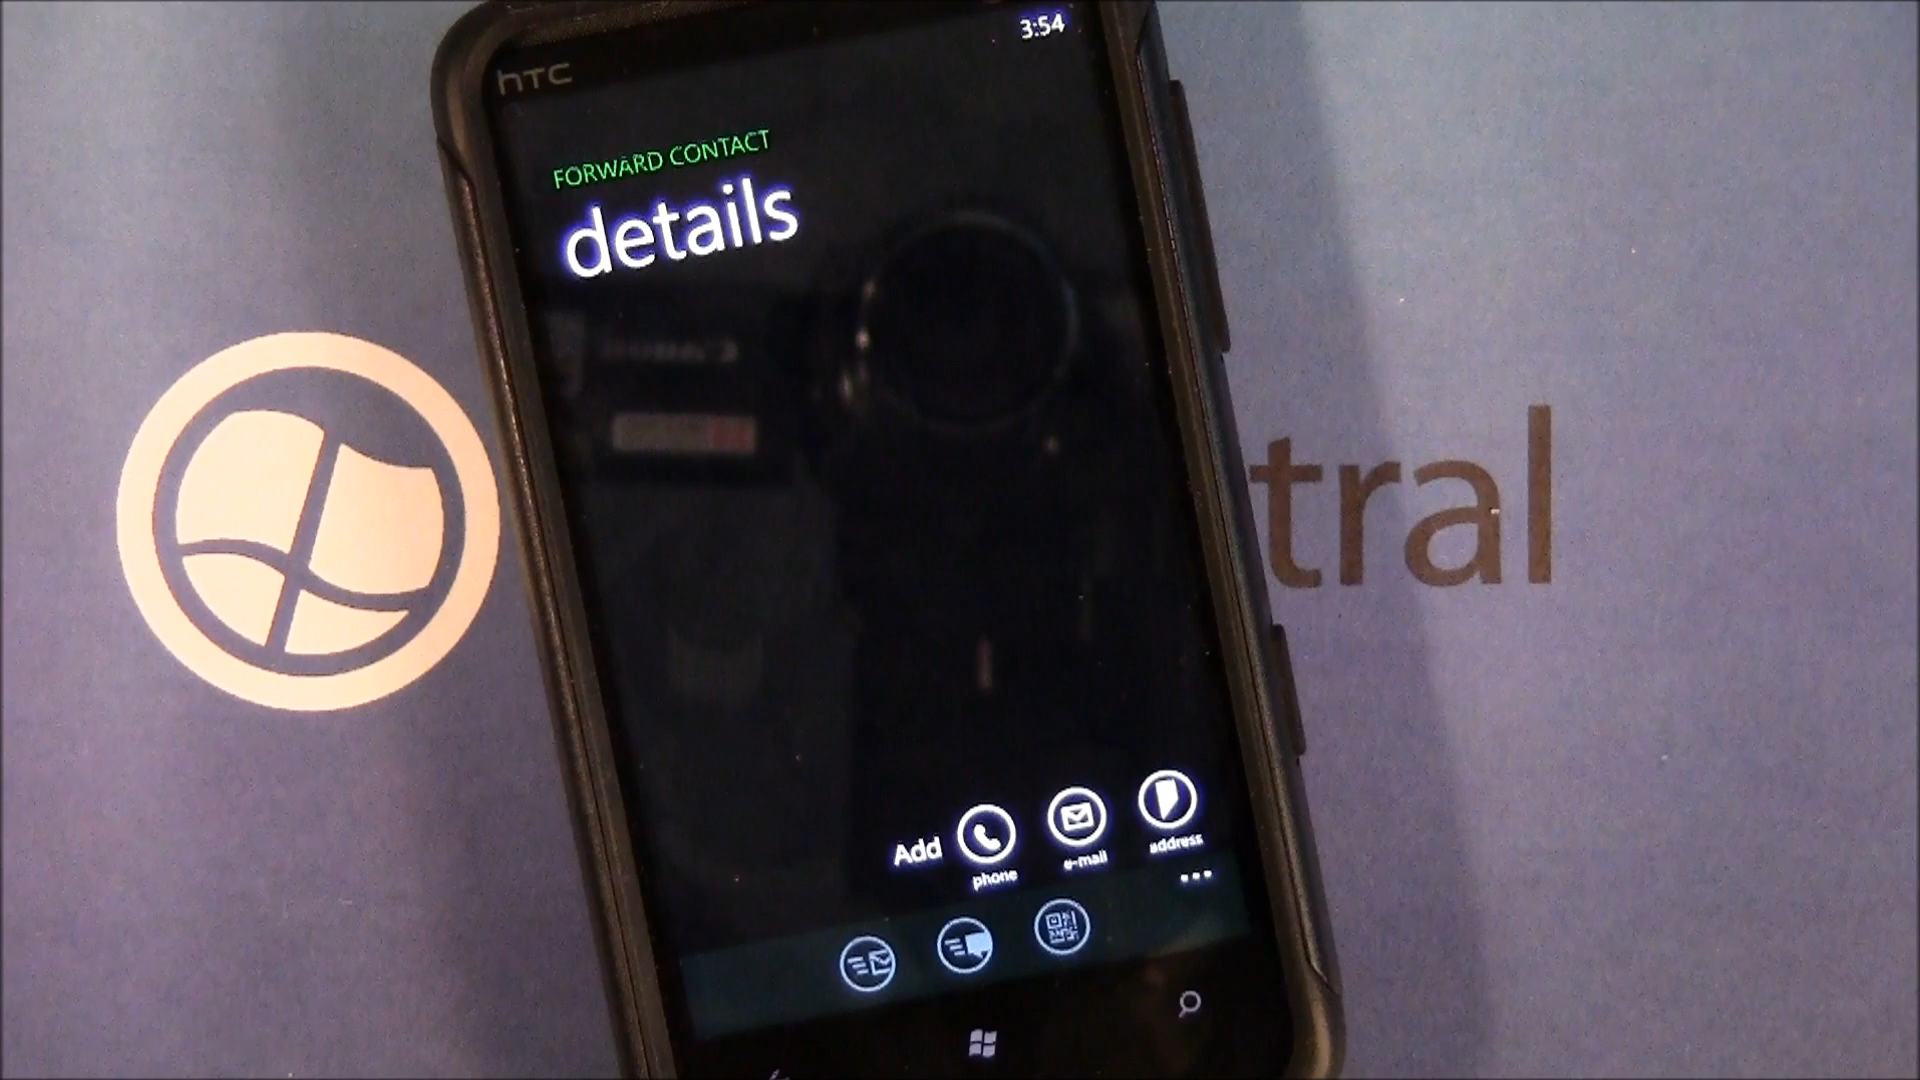 3:54
hTC
FORWARD CONTACT
details
tral
Add
phone
e-mail
address